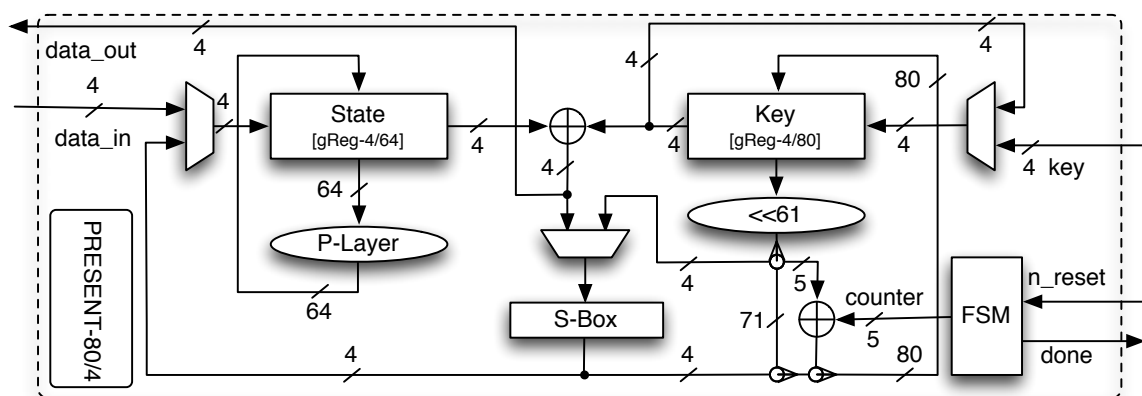 4
4
80
data_out
4
4
4
4
State
[gReg-4/64]
4
4
4
Key
[gReg-4/80]
4
4
key
data_in
64
4
<<61
P-Layer
PRESENT-80/4
64
4
5
counter
5
n_reset
FSM
done
S-Box
71
4
4
80